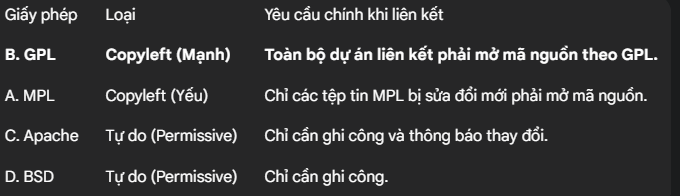 Giấy phép Loại Yêu cầu chính khi liên kết
B. GPL Copyleft (Mạnh) Toàn bộ dự án liên kết phải mở mã nguồn theo GPL.
A. MPL Copyleft (Yếu) Chỉ các tệp tin MPL bị sửa đổi mới phải mở mã nguồn.
C. Apache Tự do (Permissive) Chỉ cần ghi công và thông báo thay đổi.
D. BSD Tự do (Permissive) Chỉ cần ghi công.